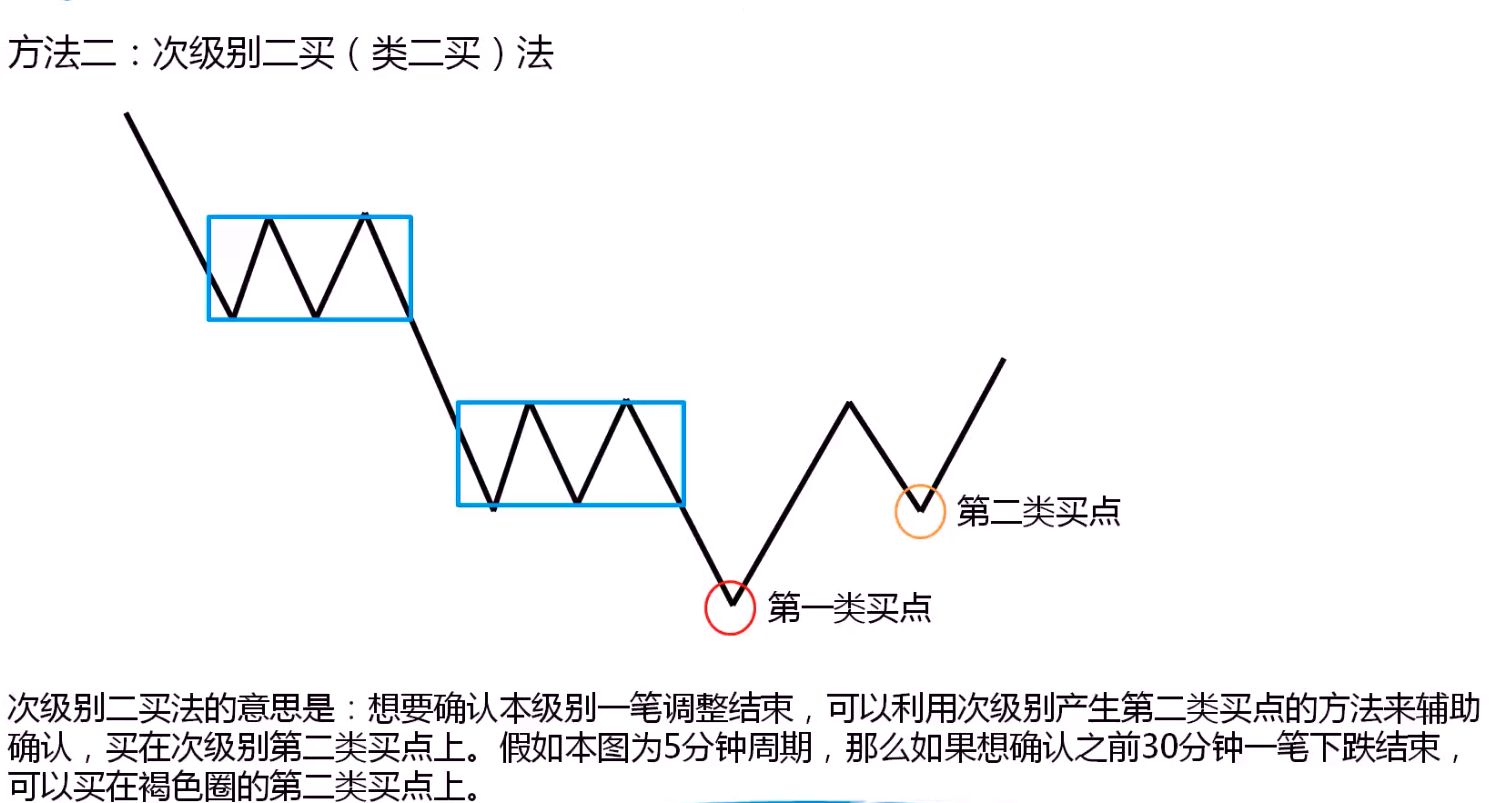 方法二：次级别二买（类二买）法
第二类买点
第一类买点
次级别二买法的意思是：想要确认本级别一笔调整结束，可以利用次级别产生第二类买点的方法来辅助
确认，买在次级别第二类买点上。假如本图为5分钟周期，那么如果想确认之前30分钟一笔下跌结束，
可以买在褐色圈的第二类买点上。